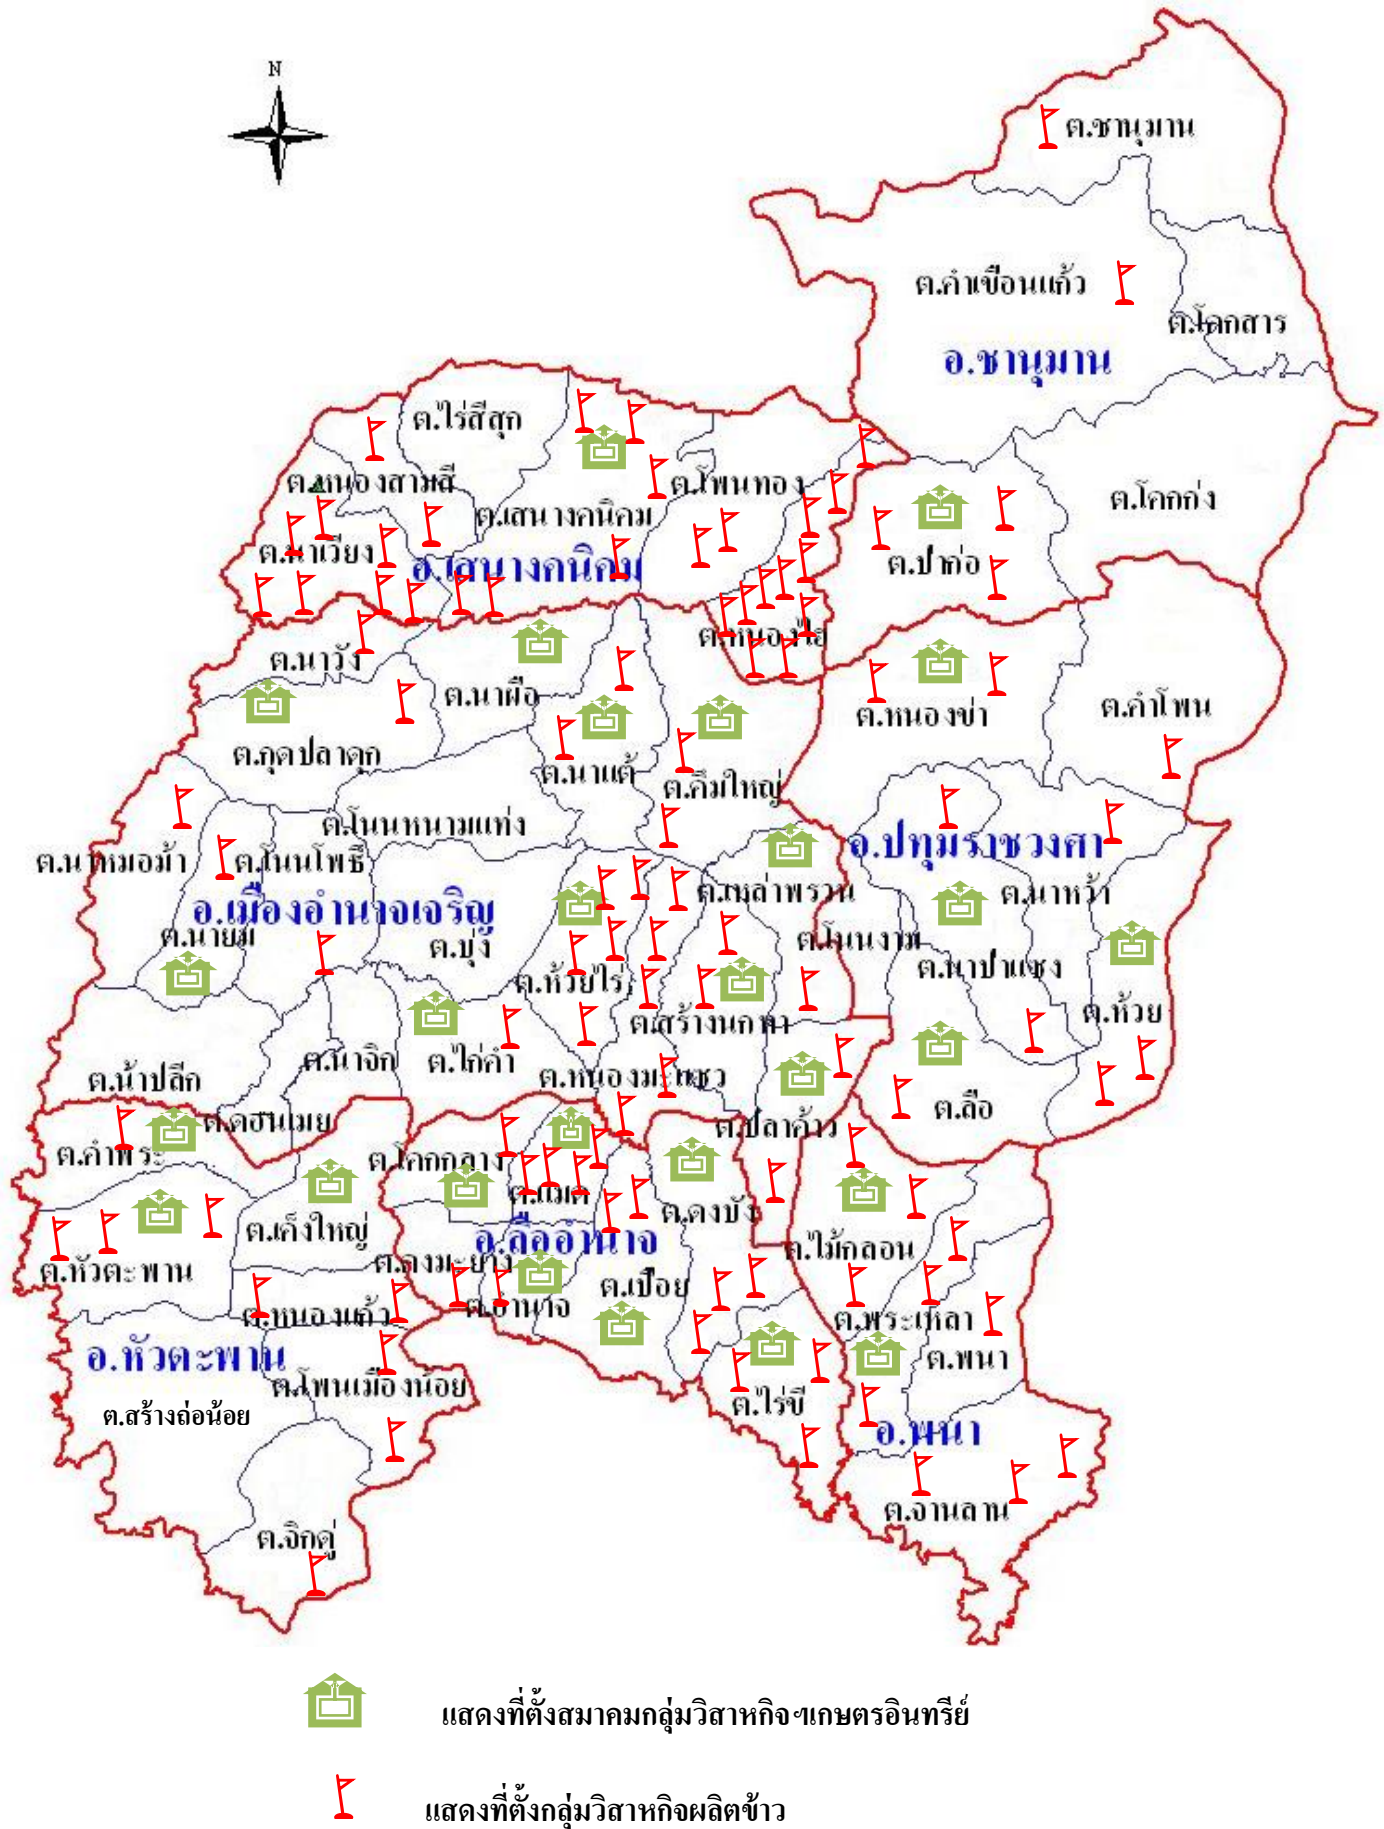 N
ต.ชานุมาน
ต.คำเขื่อนแก้ว
ต.โคกสาร
อ.ชานุมาน
ต.ไร่สีสุก
ต.หนองสามสี
ต.โพนทอง
ต.โคกก่ง
ต.เสนางคนิคม
ต.นาเวียง
อ.เสนางคนิคม
ต.ป่าก่อ
ต.หนองไฮ
ต.นาวัง
ต.นาผือ
ต.หนองข่า
ต.คำโพน
ต.กุดปลาดุก
ต.นาแต้
ต.คึมใหญ่
ต.โนนหนามแท่ง
อ.ปทุมราชวงศา
ต.นาหมอม้า
ต.โนนโพธิ์
ต.เหล่าพรวน
ต.นาหว้า
อ.เมืองอำนาจเจริญ
ต.นายม
ต.บุ่ง
ต.โนนงาม
ต.นาป่าแซง
ต.ห้วยไร่
ต.สร้างนกทา
ต.ห้วย
ต.นาจิก
ต.ไก่คำ
ต.น้ำปลีก
ต.หนองมะแซว
ต.ลือ
ต.ดอนเมย
ต.ปลาค้าว
ต.คำพระ
ต.โคกกลาง
ต.แมด
ต.ดงบัง
ต.เค็งใหญ่
อ.ลืออำนาจ
ต.ไม้กลอน
ต.หัวตะพาน
ต.ดงมะยาง
ต.เปือย
ต.หนองแก้ว
ต.อำนาจ
ต.พระเหลา
อ.หัวตะพาน
ต.พนา
ต.โพนเมืองน้อย
ต.ไร่ขี
ต.สร้างถ่อน้อย
อ.พนา
ต.จานลาน
ต.จิกดู่
แสดงที่ตั้งสมาคมกลุ่มวิสาหกิจฯเกษตรอินทรีย์
แสดงที่ตั้งกลุ่มวิสาหกิจผลิตข้าว